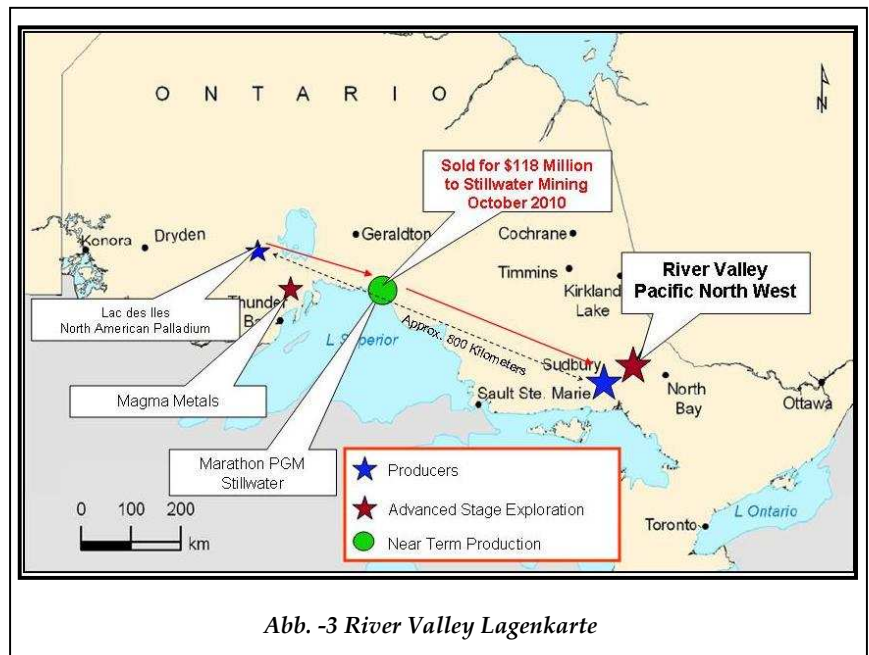 O N T A R I O
N
Sold for $118 Million
to Stillwater Mining
October 2010
Konora
Dryden
Geraldton
Cochrane
Timmins
Kirkland
Lake
River Valley
Pacific North West
Lac des Iles
North American Palladium
Thunder
Bay
L Superior
Approx. 800 Kilometers
Sudbury
Sault Ste. Marie
North
Bay
Ottawa
Magma Metals
Marathon PGM
Stillwater
Producers
Advanced Stage Exploration
Near Term Production
0 100 200
km
Toronto
L Ontario
Abb. -3 River Valley Lagenkarte